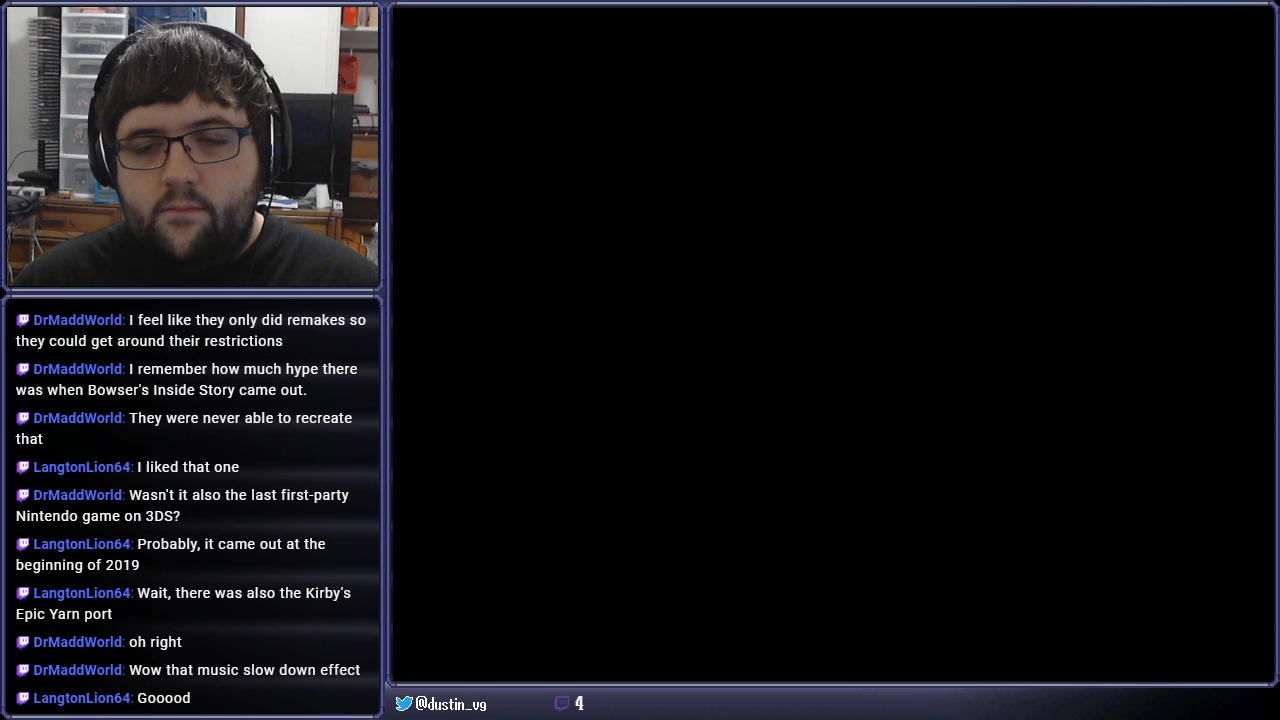 DrMaddWorld: I feel like they only did remakes so
they could get around their restrictions
DrMaddWorld: I remember how much hype there
was when Bowser's Inside Story came out.
DrMaddWorld: They were never able to recreate
that
LangtonLion64: I liked that one
DrMaddWorld: Wasn't it also the last first-party
Nintendo game on 3DS?
LangtonLion64: Probably, it came out at the
beginning of 2019
LangtonLion64: Wait, there was also the Kirby's
Epic Yarn port
DrMaddWorld: oh right
DrMaddWorld: Wow that music slow down effect
LangtonLion64: Gooood
@dustin_vg
4